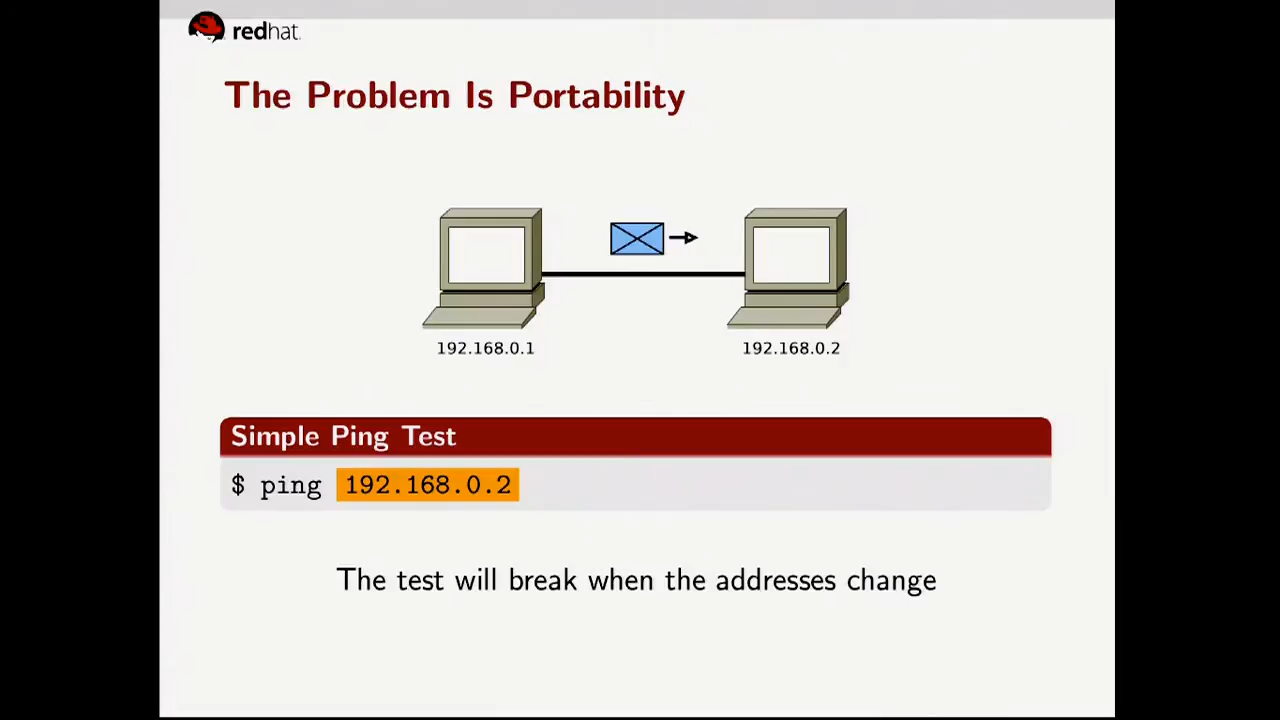 redhat.
The Problem Is Portability
192.168.0.1
192.168.0.2
Simple Ping Test
$ ping 192.168.0.2
The test will break when the addresses change